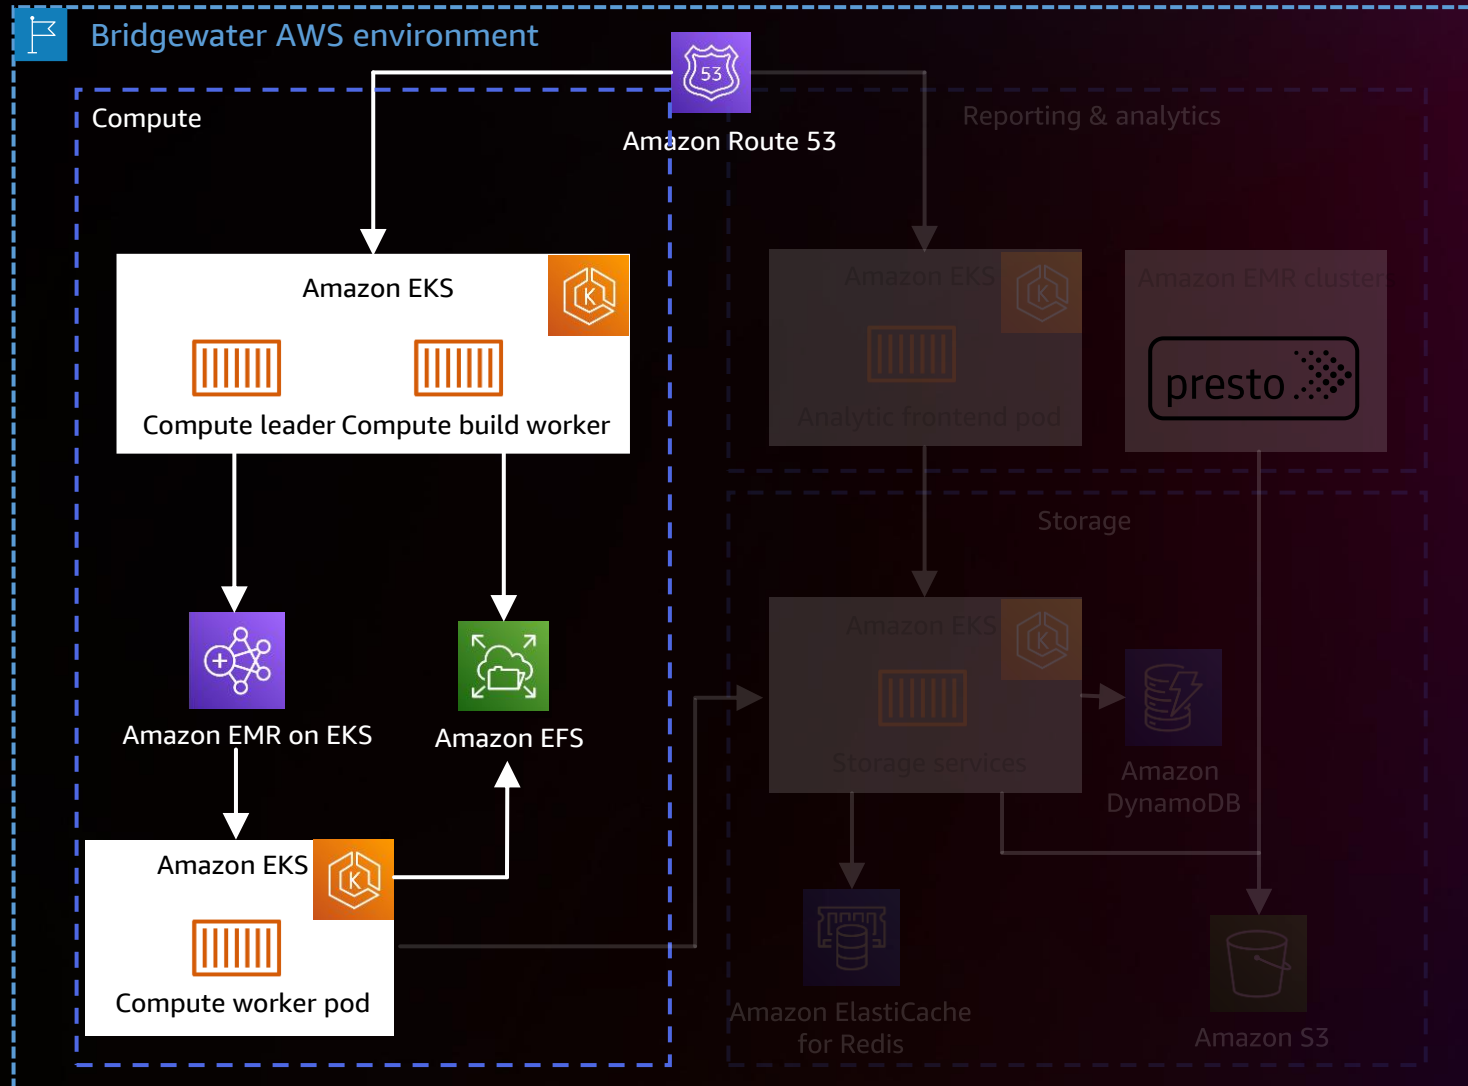 Bridgewater AWS environment
53
Amazon Route 53
Compute
Amazon EKS
K
Compute leader
Compute build worker
Amazon EMR on EKS
Amazon EFS
Amazon EKS
K
Compute worker pod
Reporting & analytics
Amazon EKS
K
Analytic frontend pod
Amazon EMR cluster
presto
Storage
Amazon EKS
K
Storage services
Amazon
DynamoDB
Amazon ElastiCache
for Redis
Amazon S3